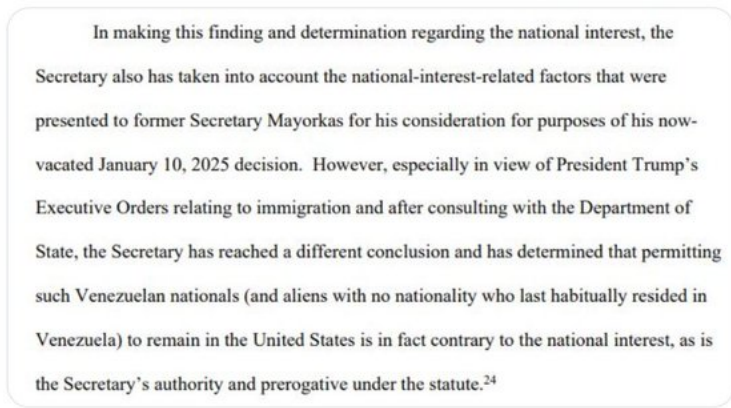 In making this finding and determination regarding the national interest, the
Secretary also has taken into account the national-interest-related factors that were
presented to former Secretary Mayorkas for his consideration for purposes of his now-
vacated January 10, 2025 decision.  However, especially in view of President Trump’s
Executive Orders relating to immigration and after consulting with the Department of
State, the Secretary has reached a different conclusion and has determined that permitting
such Venezuelan nationals (and aliens with no nationality who last habitually resided in
Venezuela) to remain in the United States is in fact contrary to the national interest, as is
the Secretary’s authority and prerogative under the statute.²⁴